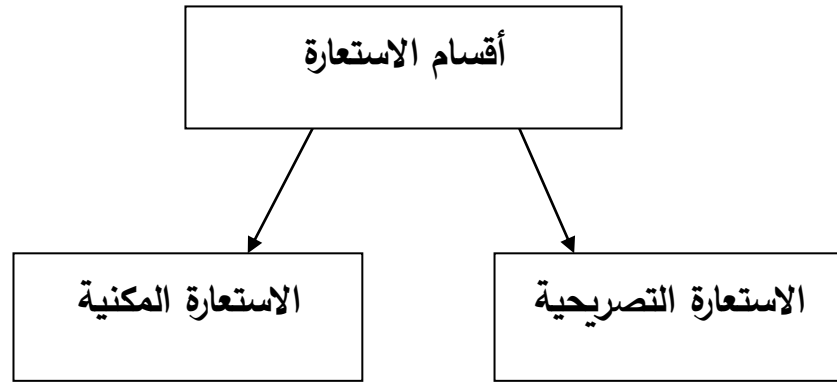 أقسام الاستعارة
الاستعارة التصريحية
الاستعارة المكنية